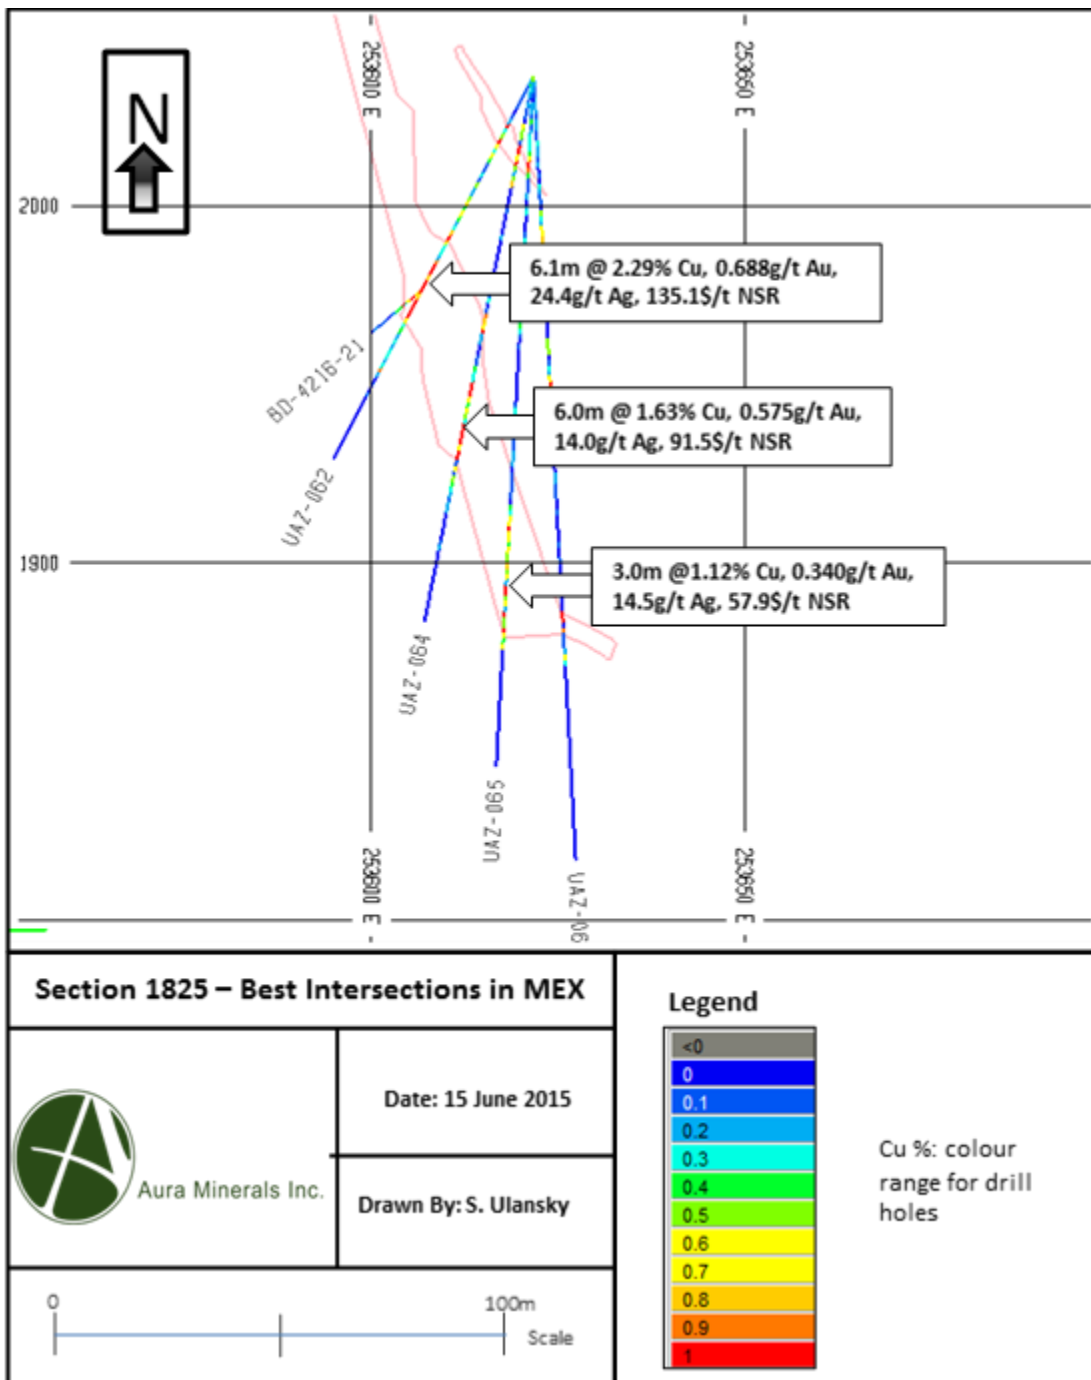 N
253600 E
253650 E
2000
6.1m @ 2.29% Cu, 0.688g/t Au,
24.4g/t Ag, 135.1$/t NSR
BD-4216-21
6.0m @ 1.63% Cu, 0.575g/t Au,
14.0g/t Ag, 91.5$/t NSR
UAZ-062
1900
3.0m @1.12% Cu, 0.340g/t Au,
14.5g/t Ag, 57.9$/t NSR
UAZ-064
UAZ-065
UAZ-06
253600 E
253650 E
Section 1825 – Best Intersections in MEX
Date: 15 June 2015
Aura Minerals Inc.
Drawn By: S. Ulansky
0
100m
Scale
Legend
<0
0
0.1
0.2
0.3
0.4
0.5
0.6
0.7
0.8
0.9
1
Cu %: colour
range for drill
holes